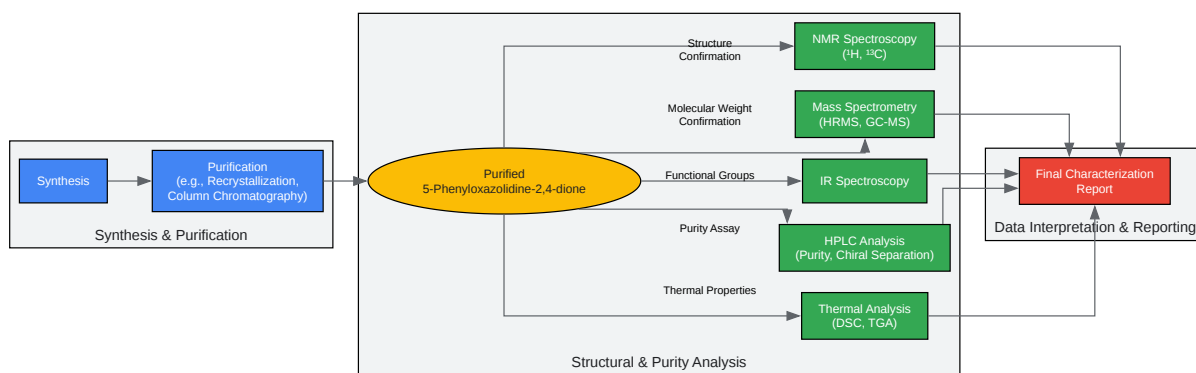 Synthesis
Purification
(e.g., Recrystallization,
Column Chromatography)
Synthesis & Purification
Purified
5-Phenyloxazolidine-2,4-dione
Structure
Confirmation
Molecular Weight
Confirmation
Functional Groups
Purity Assay
Thermal Properties
NMR Spectroscopy
(¹H, ¹³C)
Mass Spectrometry
(HRMS, GC-MS)
IR Spectroscopy
HPLC Analysis
(Purity, Chiral Separation)
Thermal Analysis
(DSC, TGA)
Structural & Purity Analysis
Final Characterization
Report
Data Interpretation & Reporting